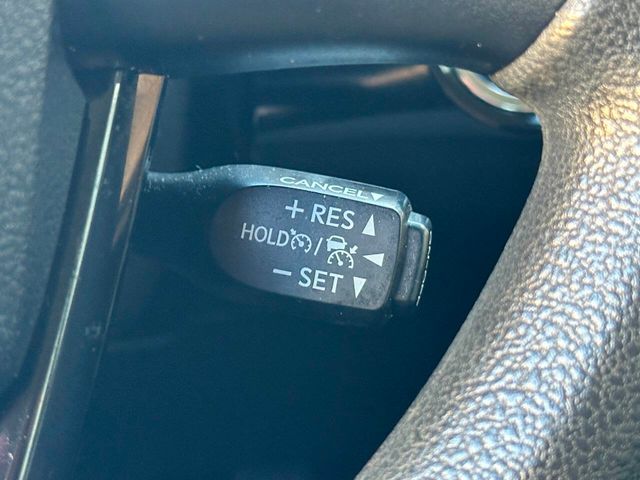 CANCEL
+ RES
HOLD /
− SET